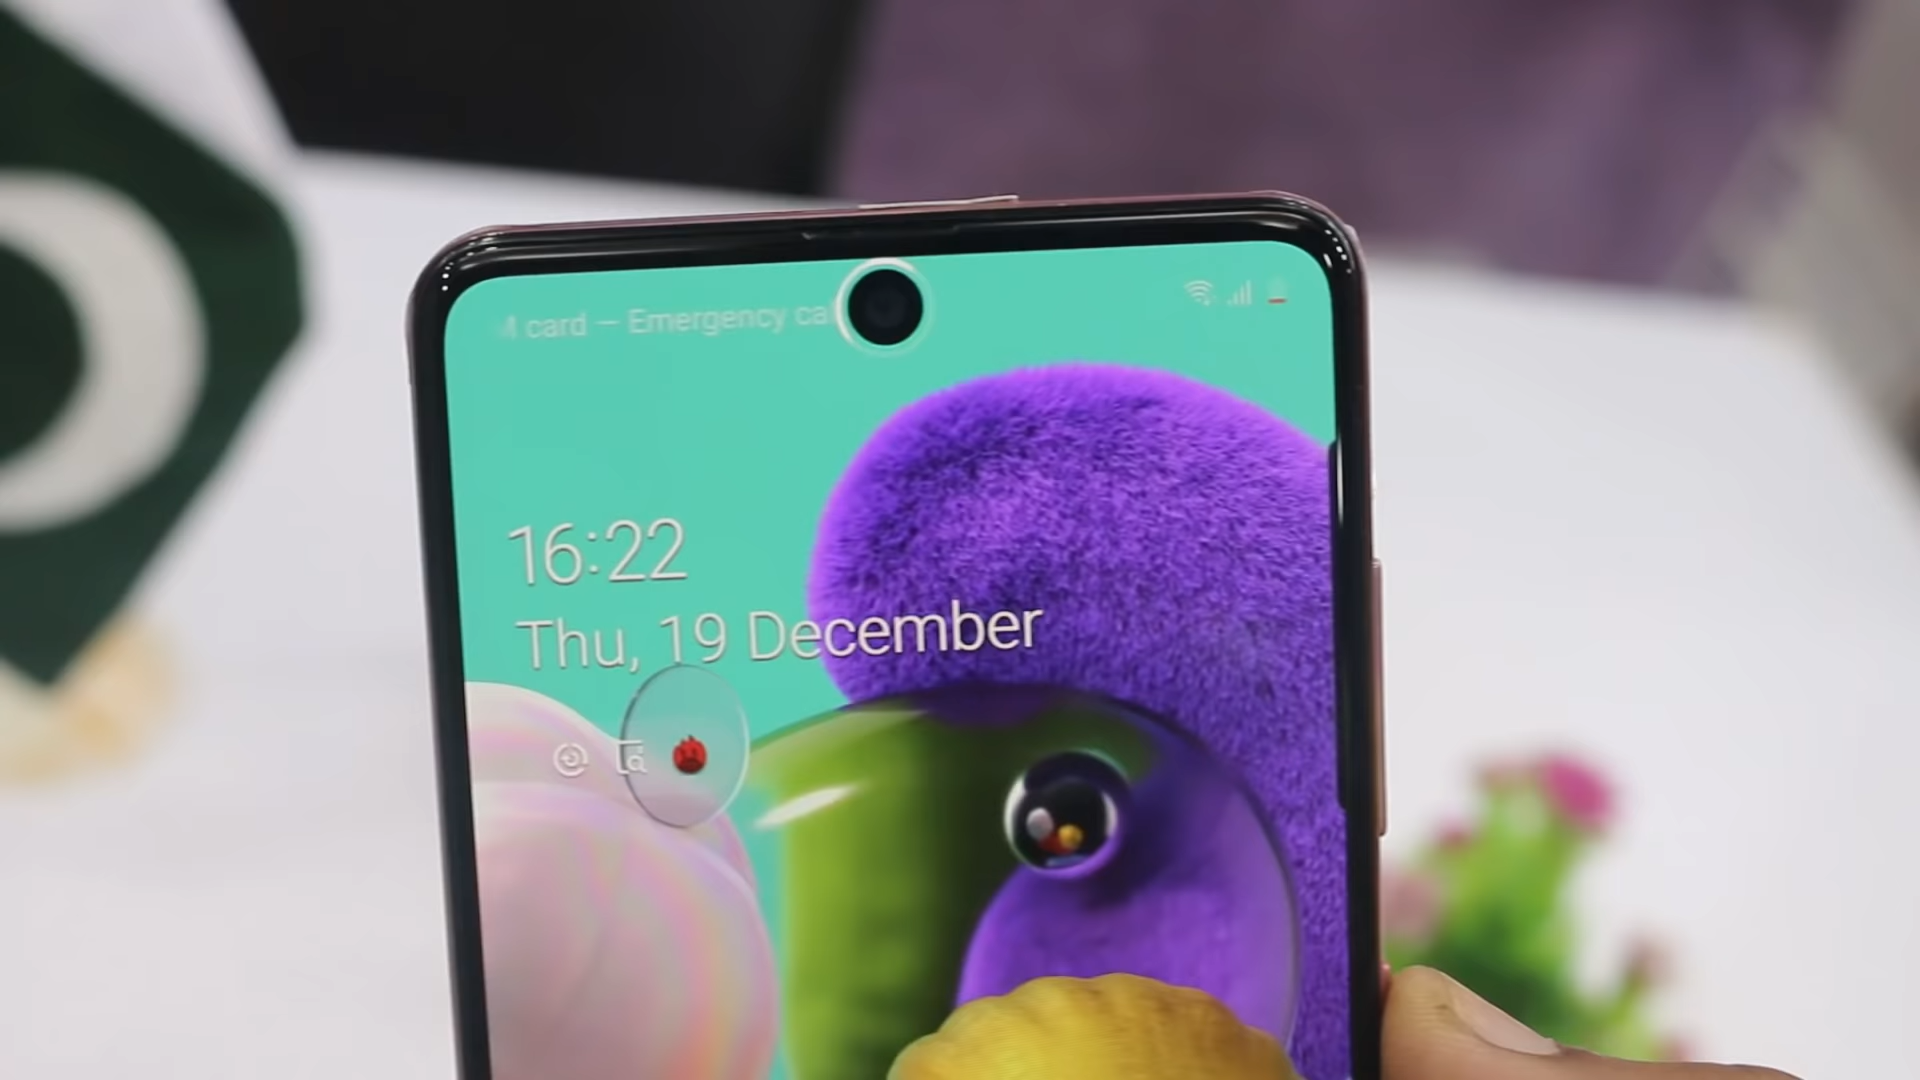 card — Emergency ca
16:22
Thu, 19 December